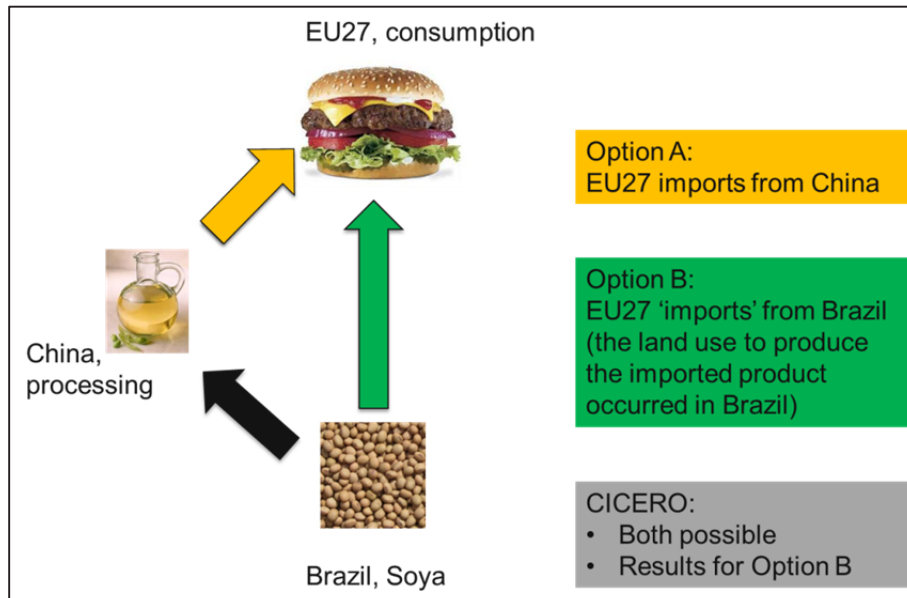 EU27, consumption
Option A:
EU27 imports from China
Option B:
EU27 ‘imports’ from Brazil
(the land use to produce
the imported product
occurred in Brazil)
China,
processing
CICERO:
• Both possible
• Results for Option B
Brazil, Soya